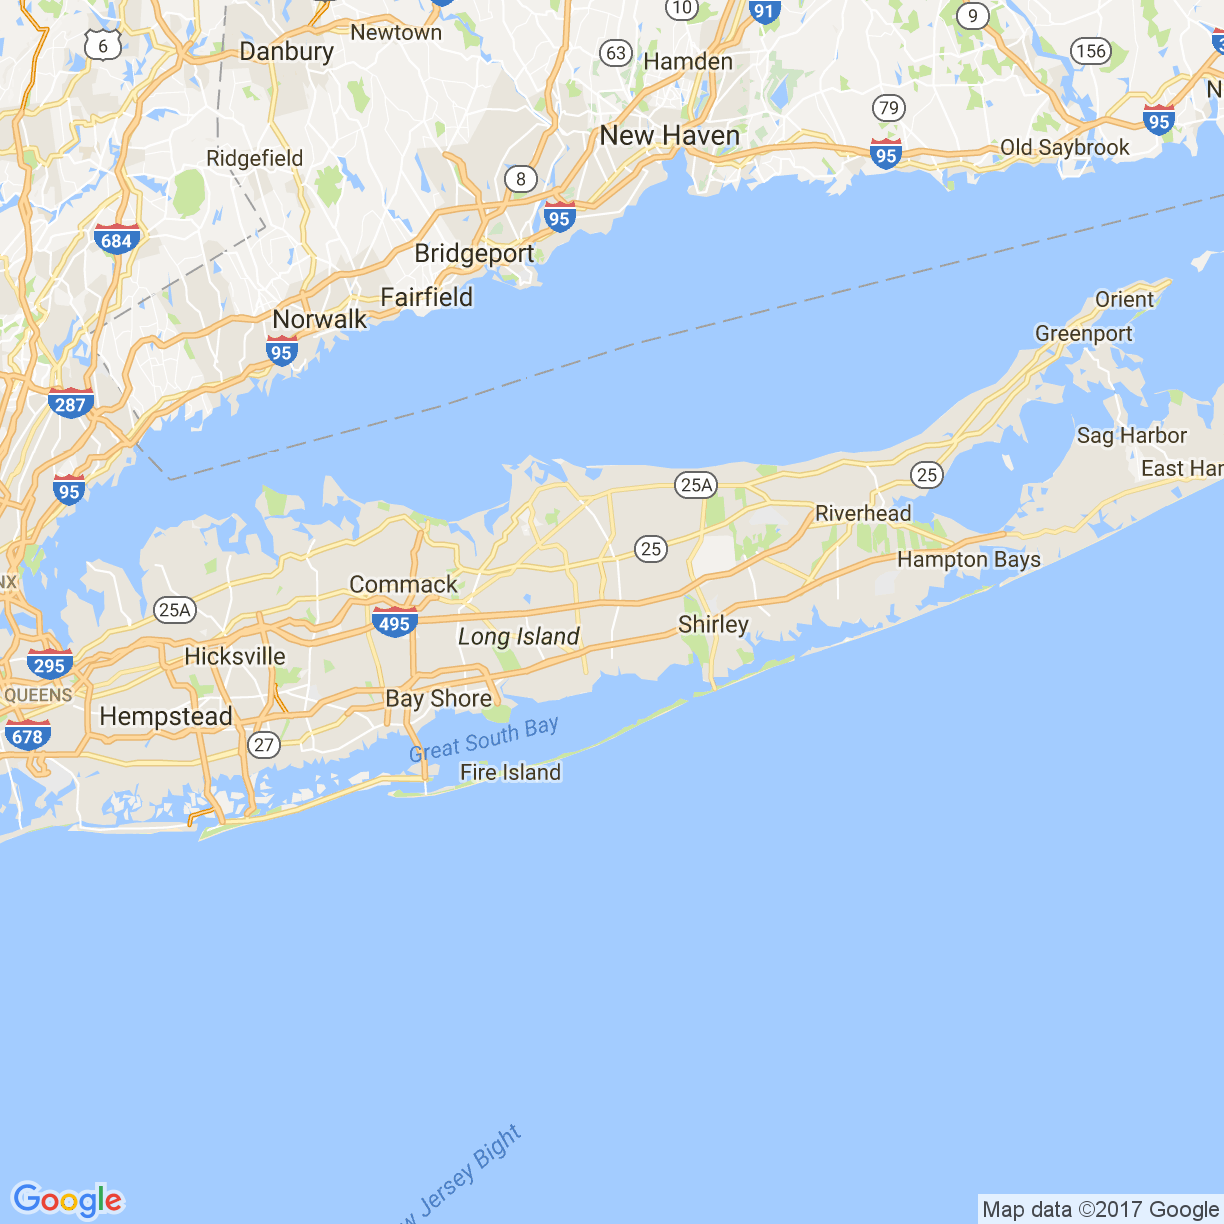 10
91
9
6
Newtown
Danbury
63
Hamden
156
3
N
79
95
New Haven
Old Saybrook
95
Ridgefield
8
95
684
Bridgeport
Fairfield
Orient
Norwalk
Greenport
95
287
Sag Harbor
East Har
95
25A
25
Riverhead
25
Hampton Bays
NX
Commack
25A
495
Shirley
Long Island
Hicksville
295
QUEENS
Bay Shore
Hempstead
678
27
Great South Bay
Fire Island
w Jersey Bight
Google
Map data ©2017 Google